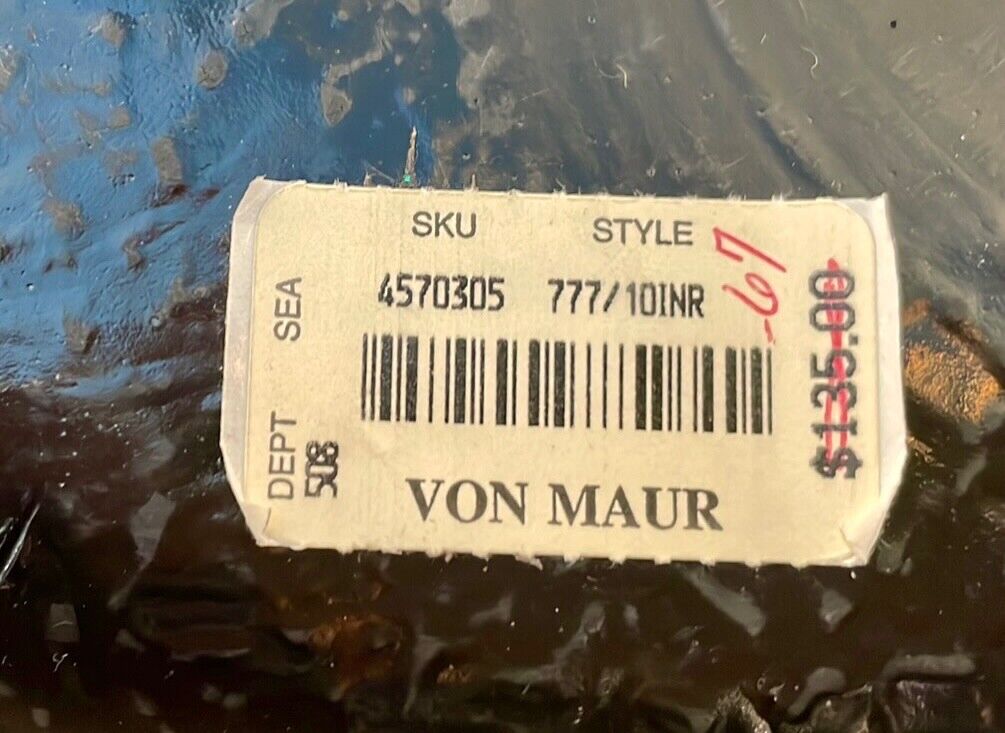 SKU STYLE
4570305 777/10INR
VON MAUR
DEPT SEA
508
-67
$135.00